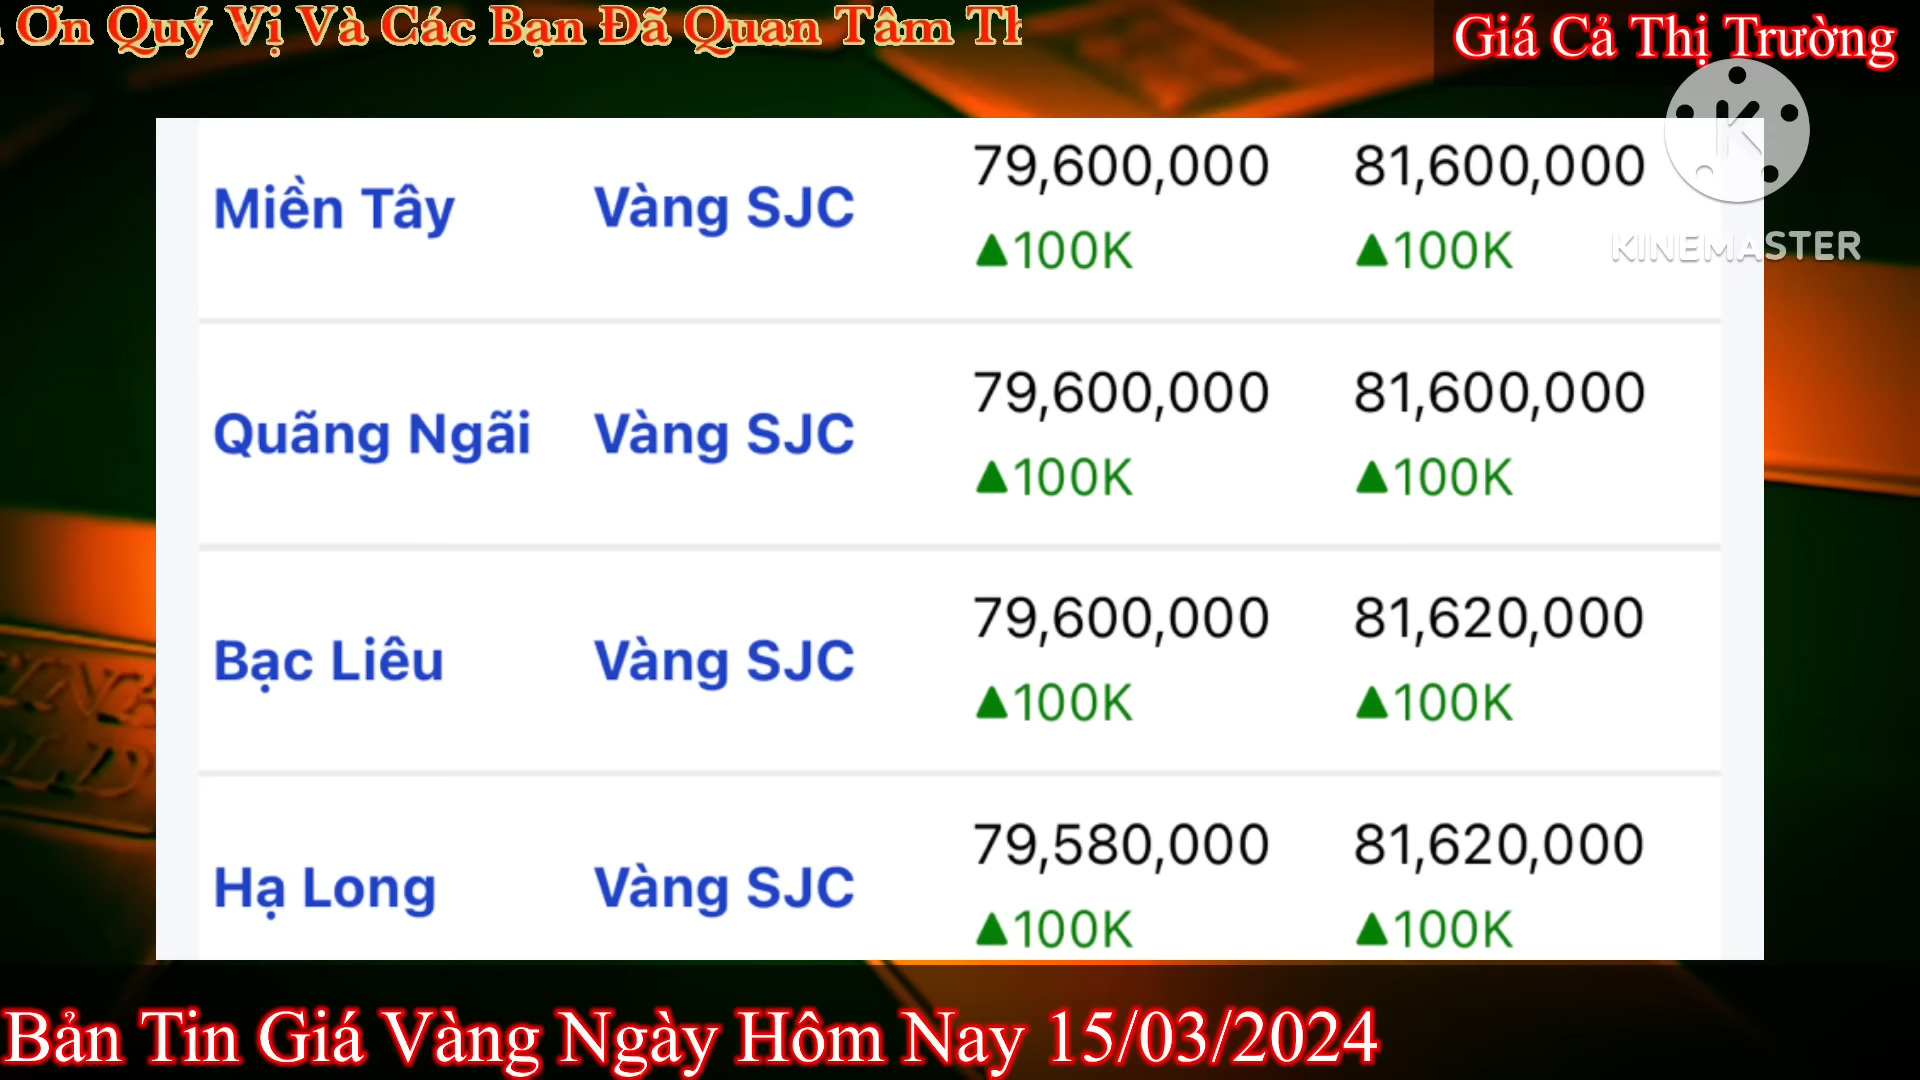 Ơn Quý Vị Và Các Bạn Đã Quan Tâm Th
Giá Cả Thị Trường
KINEMASTER
Miền Tây Vàng SJC 79,600,000 81,600,000
▲100K ▲100K
Quãng Ngãi Vàng SJC 79,600,000 81,600,000
▲100K ▲100K
Bạc Liêu Vàng SJC 79,600,000 81,620,000
▲100K ▲100K
Hạ Long Vàng SJC 79,580,000 81,620,000
▲100K ▲100K
Bản Tin Giá Vàng Ngày Hôm Nay 15/03/2024